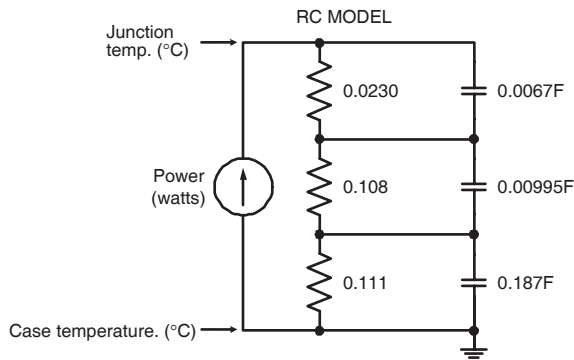 RC MODEL
Junction
temp. (°C)
0.0230
0.0067F
Power
(watts)
0.108
0.00995F
0.111
0.187F
Case temperature. (°C)